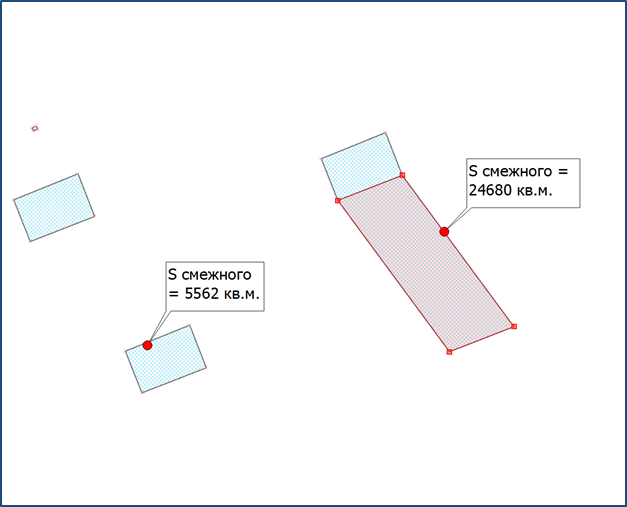 S смежного =
24680 кв.м.
S смежного
= 5562 кв.м.